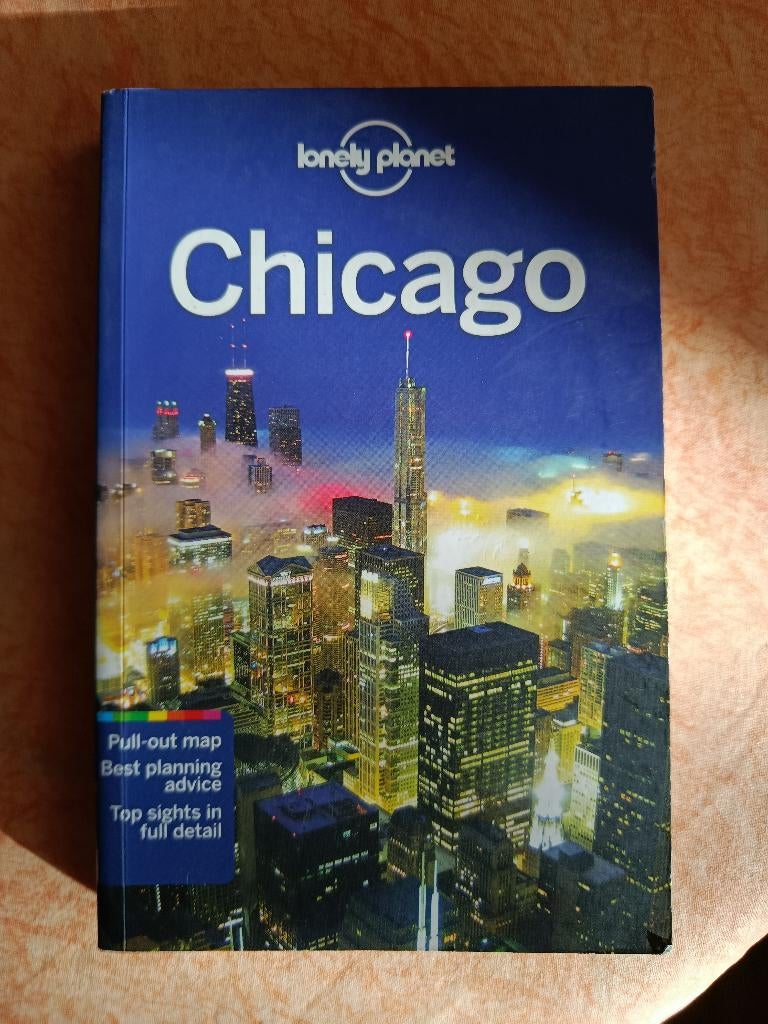 lonely planet
Chicago
Pull-out map
Best planning
advice
Top sights in
full detail